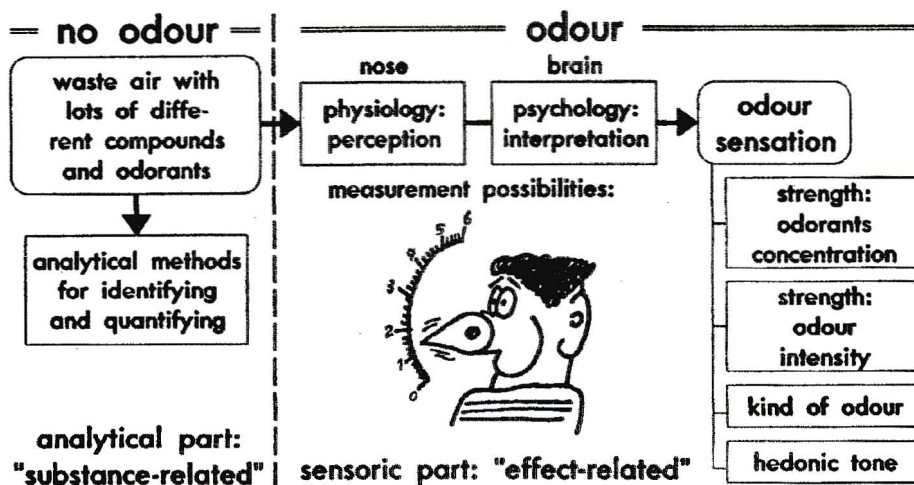 no odour
odour
waste air with
lots of diffe-
rent compounds
and odorants
nose
physiology:
perception
brain
psychology:
interpretation
odour
sensation
measurement possibilities:
analytical methods
for identifying
and quantifying
6
5
4
3
2
1
0
strength:
odorants
concentration
strength:
odour
intensity
kind of odour
hedonic tone
analytical part:
"substance-related"
sensoric part: "effect-related"